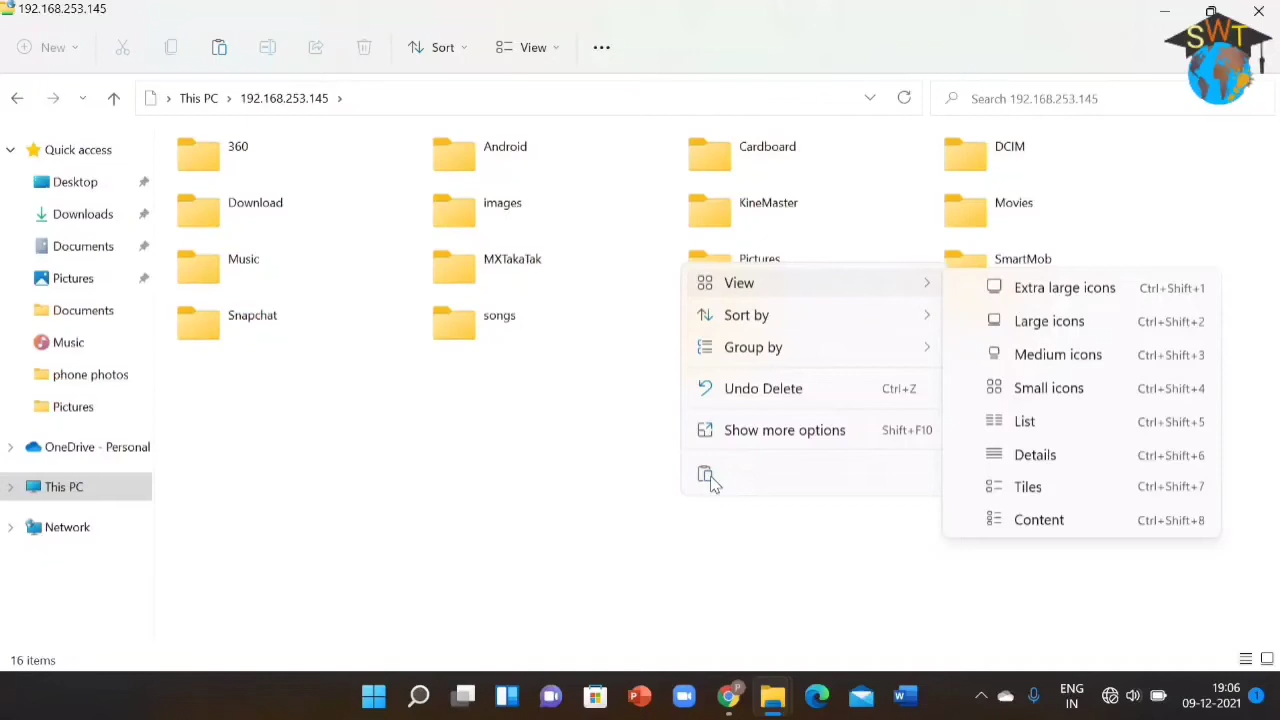 192.168.253.145
SWT
New
Sort
View
This PC > 192.168.253.145 >
Search 192.168.253.145
Quick access
Desktop
Downloads
Documents
Pictures
Documents
Music
phone photos
Pictures
OneDrive - Personal
This PC
Network
360
Android
Cardboard
DCIM
Download
images
KineMaster
Movies
Music
MXTakaTak
Pictures
SmartMob
Snapchat
songs
View
Sort by
Group by
Undo Delete Ctrl+Z
Show more options Shift+F10
Extra large icons Ctrl+Shift+1
Large icons Ctrl+Shift+2
Medium icons Ctrl+Shift+3
Small icons Ctrl+Shift+4
List Ctrl+Shift+5
Details Ctrl+Shift+6
Tiles Ctrl+Shift+7
Content Ctrl+Shift+8
16 items
P
P
W
ENG
IN
19:06
09-12-2021
1